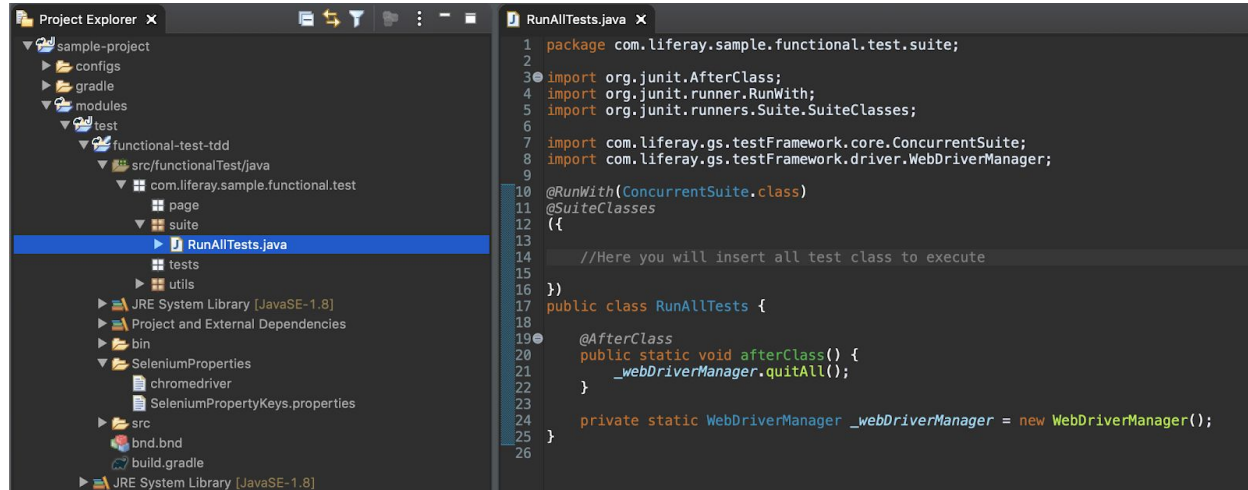 Project Explorer
sample-project
configs
gradle
modules
test
functional-test-tdd
src/functionalTest/java
com.liferay.sample.functional.test
page
suite
RunAllTests.java
tests
utils
JRE System Library [JavaSE-1.8]
Project and External Dependencies
bin
SeleniumProperties
chromedriver
SeleniumPropertyKeys.properties
src
bnd.bnd
build.gradle
JRE System Library [JavaSE-1.8]
RunAllTests.java
1 package com.liferay.sample.functional.test.suite;
2
3 import org.junit.AfterClass;
4 import org.junit.runner.RunWith;
5 import org.junit.runners.Suite.SuiteClasses;
6
7 import com.liferay.gs.testFramework.core.ConcurrentSuite;
8 import com.liferay.gs.testFramework.driver.WebDriverManager;
9
10 @RunWith(ConcurrentSuite.class)
11 @SuiteClasses
12 ({
13
14 //Here you will insert all test class to execute
15
16 })
17 public class RunAllTests {
18
19 @AfterClass
20 public static void afterClass() {
21 _webDriverManager.quitAll();
22 }
23
24 private static WebDriverManager _webDriverManager = new WebDriverManager();
25 }
26